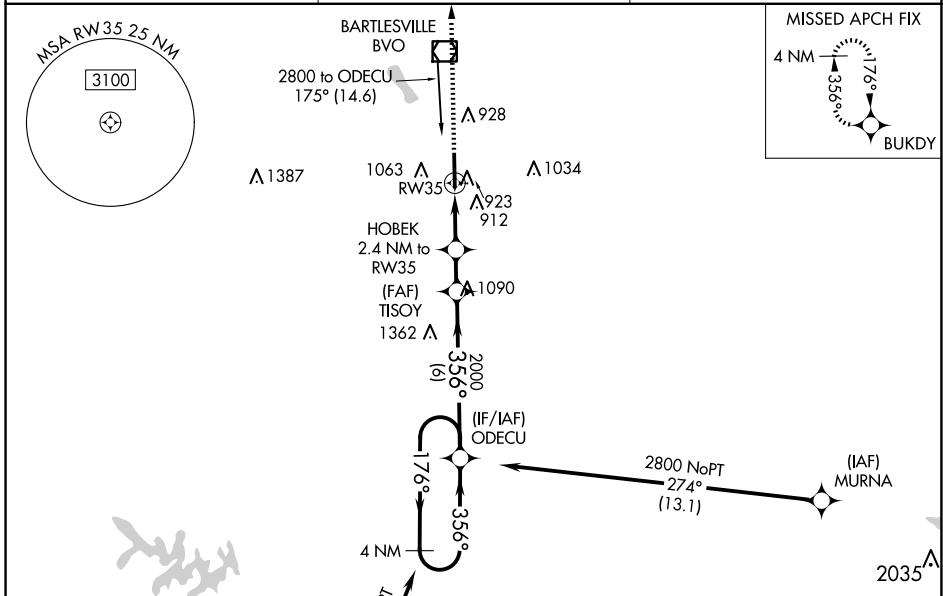 MSA RW35 25 NM
3100
BARTLESVILLE
BVO
2800 to ODECU
175° (14.6)
928
MISSED APCH FIX
4 NM
176°
356°
BUKDY
1387
1063
RW35
1034
923
912
HOBEK
2.4 NM to
RW35
(FAF)
TISOY
1090
1362
2000
356°
(6)
(IF/IAF)
ODECU
176°
356°
4 NM
2800 NoPT
274°
(13.1)
(IAF)
MURNA
2035